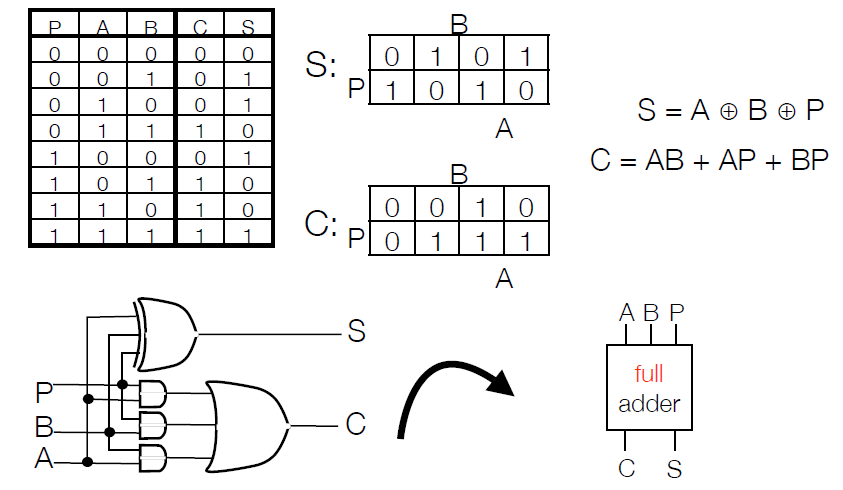 P A B C S
0 0 0 0 0
0 0 1 0 1
0 1 0 0 1
0 1 1 1 0
1 0 0 0 1
1 0 1 1 0
1 1 0 1 0
1 1 1 1 1
B
S:
0 1 0 1
P 1 0 1 0
A
B
C:
0 0 1 0
P 0 1 1 1
A
S = A ⊕ B ⊕ P
C = AB + AP + BP
S
P
B
A
C
A B P
full
adder
C S